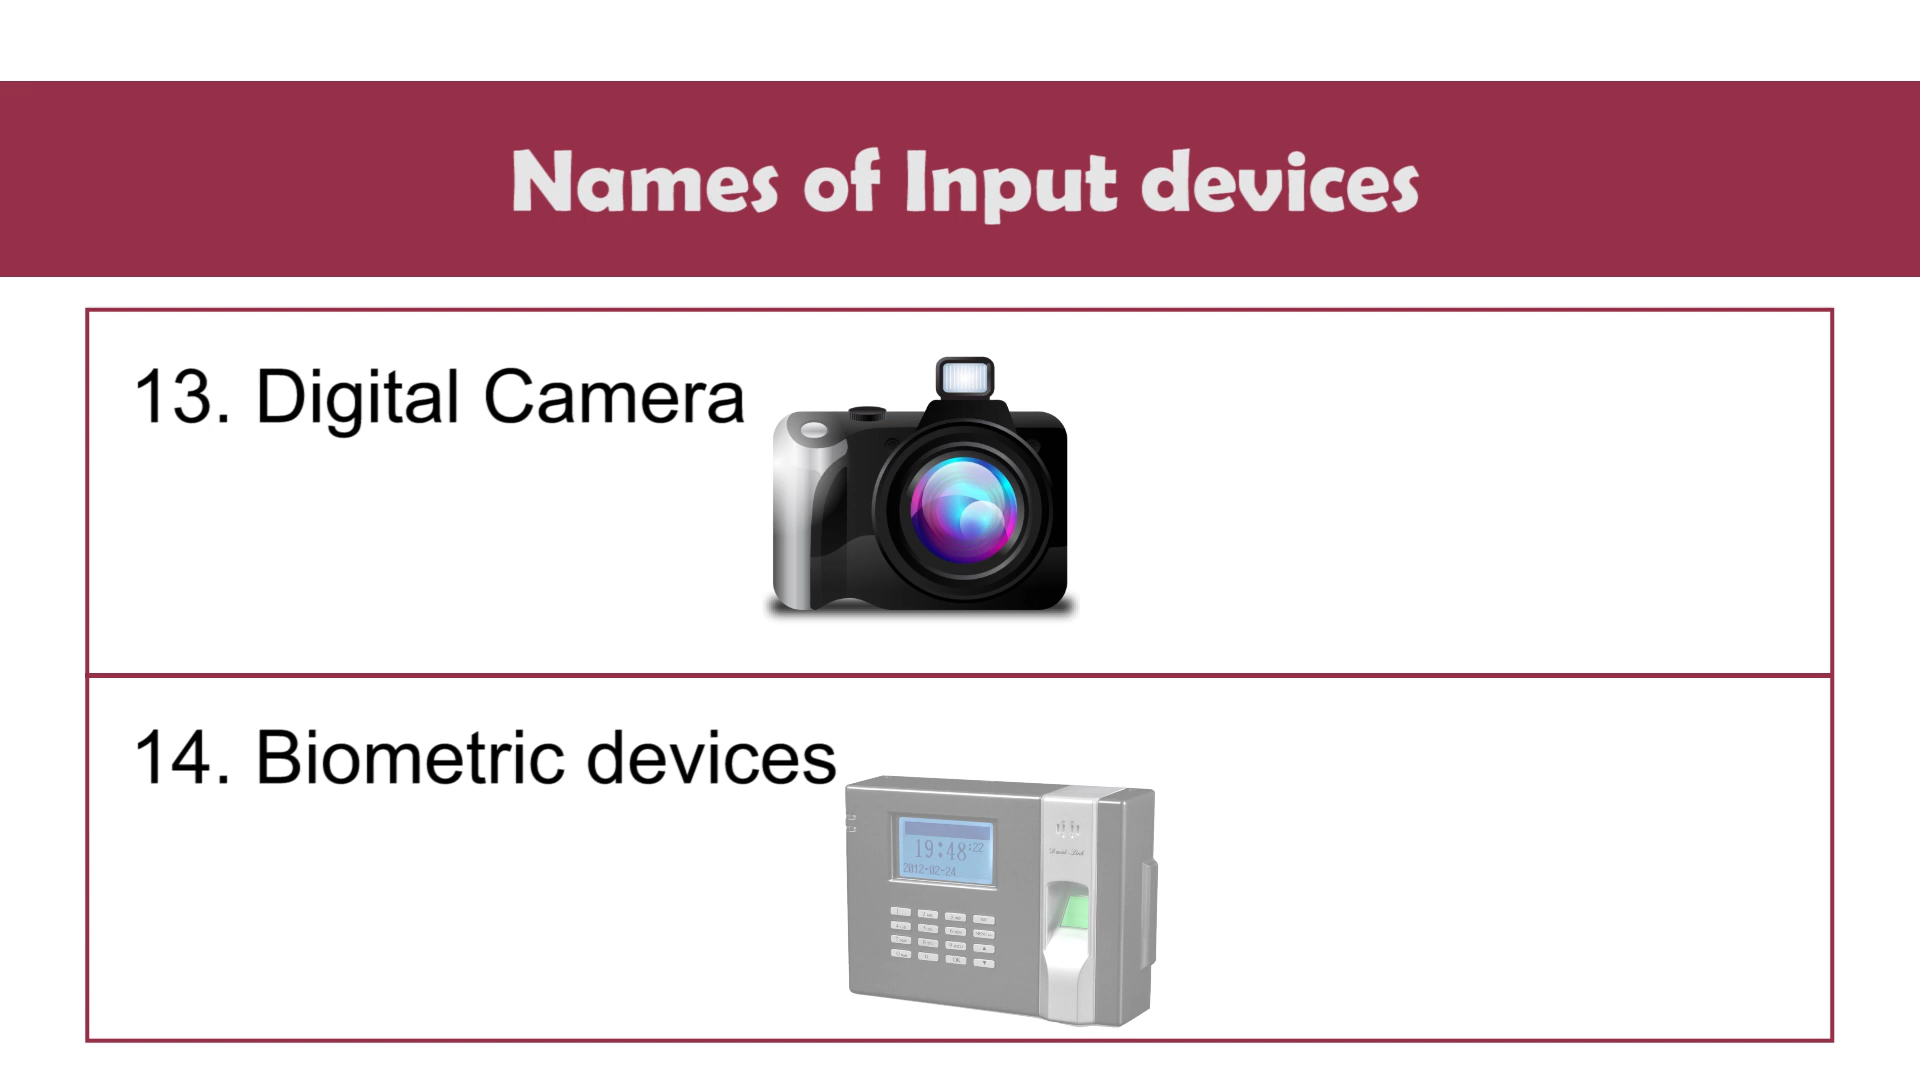 Names of Input devices
13. Digital Camera
14. Biometric devices
19:48:22
2012-02-24